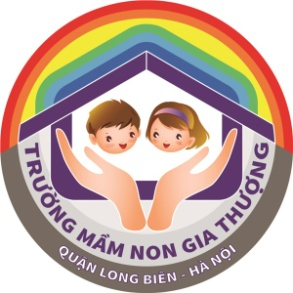 TRƯỜNG MẦM NON GIA THƯỢNG
QUẬN LONG BIÊN - HÀ NỘI